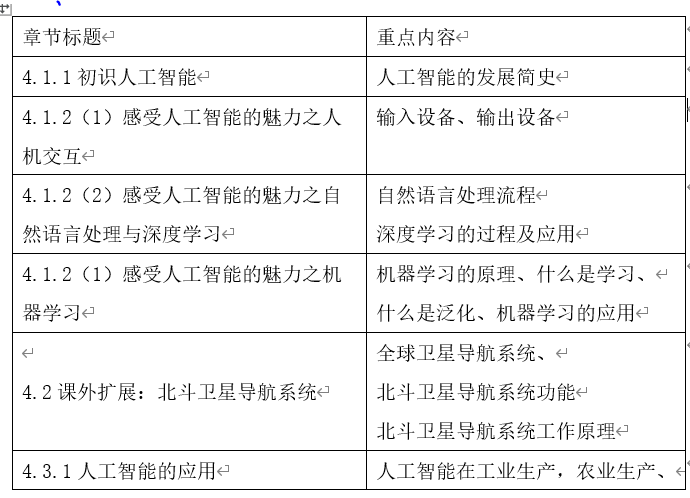 章节标题
重点内容
4.1.1 初识人工智能
人工智能的发展简史
4.1.2（1）感受人工智能的魅力之人
机交互
输入设备、输出设备
4.1.2（2）感受人工智能的魅力之自
然语言处理与深度学习
自然语言处理流程
深度学习的过程及应用
4.1.2（1）感受人工智能的魅力之机
器学习
机器学习的原理、什么是学习、
什么是泛化、机器学习的应用
4.2 课外扩展：北斗卫星导航系统
全球卫星导航系统、
北斗卫星导航系统功能
北斗卫星导航系统工作原理
4.3.1 人工智能的应用
人工智能在工业生产，农业生产、